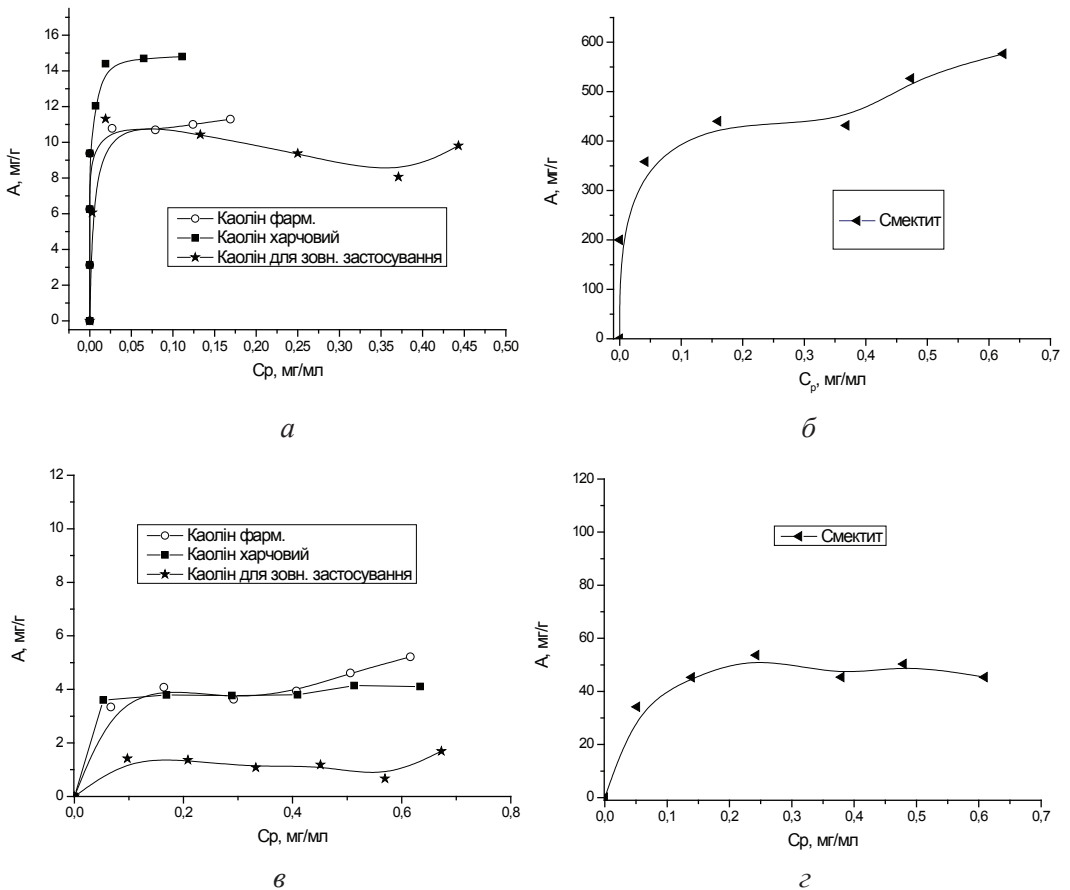 16
14
12
10
8
6
4
2
0
A, мг/г
Каолін фарм.
Каолін харчовий
Каолін для зовн. застосування
0,00 0,05 0,10 0,15 0,20 0,25 0,30 0,35 0,40 0,45 0,50
Ср, мг/мл
а
600
500
400
300
200
100
0
A, мг/г
Смектит
0,0 0,1 0,2 0,3 0,4 0,5 0,6 0,7
Cp, мг/мл
б
12
10
8
6
4
2
0
A, мг/г
Каолін фарм.
Каолін харчовий
Каолін для зовн. застосування
0,0 0,2 0,4 0,6 0,8
Ср, мг/мл
в
120
100
80
60
40
20
0
A, мг/г
Смектит
0,0 0,1 0,2 0,3 0,4 0,5 0,6 0,7
Ср, мг/мл
г